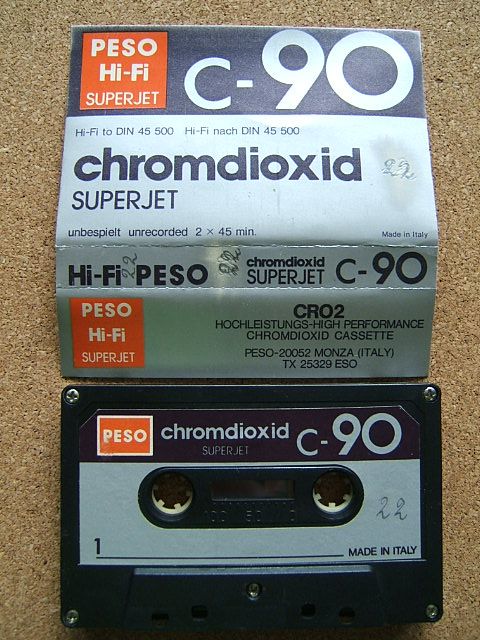 PESO
Hi-Fi
SUPERJET
C-90
Hi-Fi to DIN 45 500 Hi-Fi nach DIN 45 500
chromdioxid
22
SUPERJET
unbespielt unrecorded 2 × 45 min.
Made in Italy
Hi-Fi 22 PESO 22 chromdioxid
SUPERJET C-90
PESO
Hi-Fi
SUPERJET
CRO2
HOCHLEISTUNGS-HIGH PERFORMANCE
CHROMDIOXID CASSETTE
PESO-20052 MONZA (ITALY)
TX 25329 ESO
PESO
chromdioxid C-90
SUPERJET
100 50 0
22
1
MADE IN ITALY